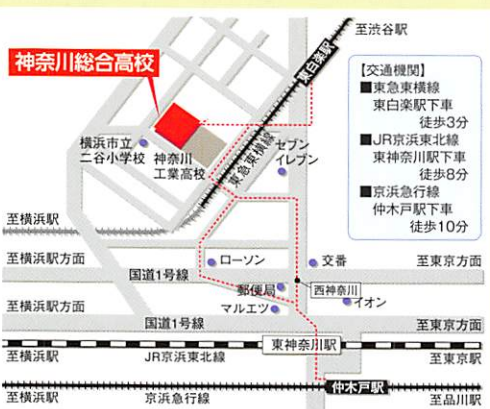 至渋谷駅
東白楽駅
神奈川総合高校
【交通機関】
■東急東横線
東白楽駅下車
徒歩3分
■JR京浜東北線
東神奈川駅下車
徒歩8分
■京浜急行線
仲木戸駅下車
徒歩10分
横浜市立
二谷小学校
神奈川
工業高校
東急東横線
セブン
イレブン
至横浜駅
至横浜駅方面
ローソン
交番
至東京方面
国道1号線
郵便局
西神奈川
至横浜駅方面
マルエツ
イオン
国道1号線
至東京方面
東神奈川駅
至横浜駅
JR京浜東北線
至東京駅
仲木戸駅
至横浜駅
京浜急行線
至品川駅